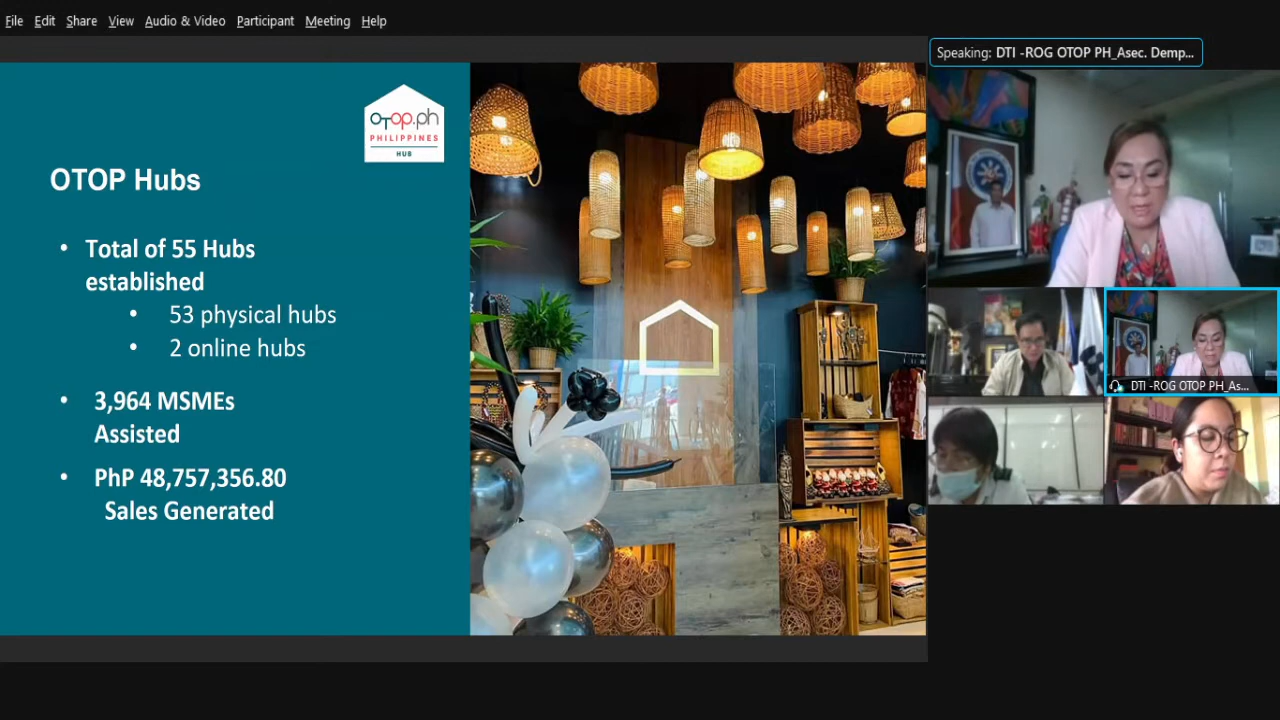 File Edit Share View Audio & Video Participant Meeting Help
Speaking: DTI -ROG OTOP PH_Asec. Demp...
OTOP.ph
PHILIPPINES
HUB
OTOP Hubs
• Total of 55 Hubs
established
• 53 physical hubs
• 2 online hubs
• 3,964 MSMEs
Assisted
• PhP 48,757,356.80
Sales Generated
DTI -ROG OTOP PH_As...